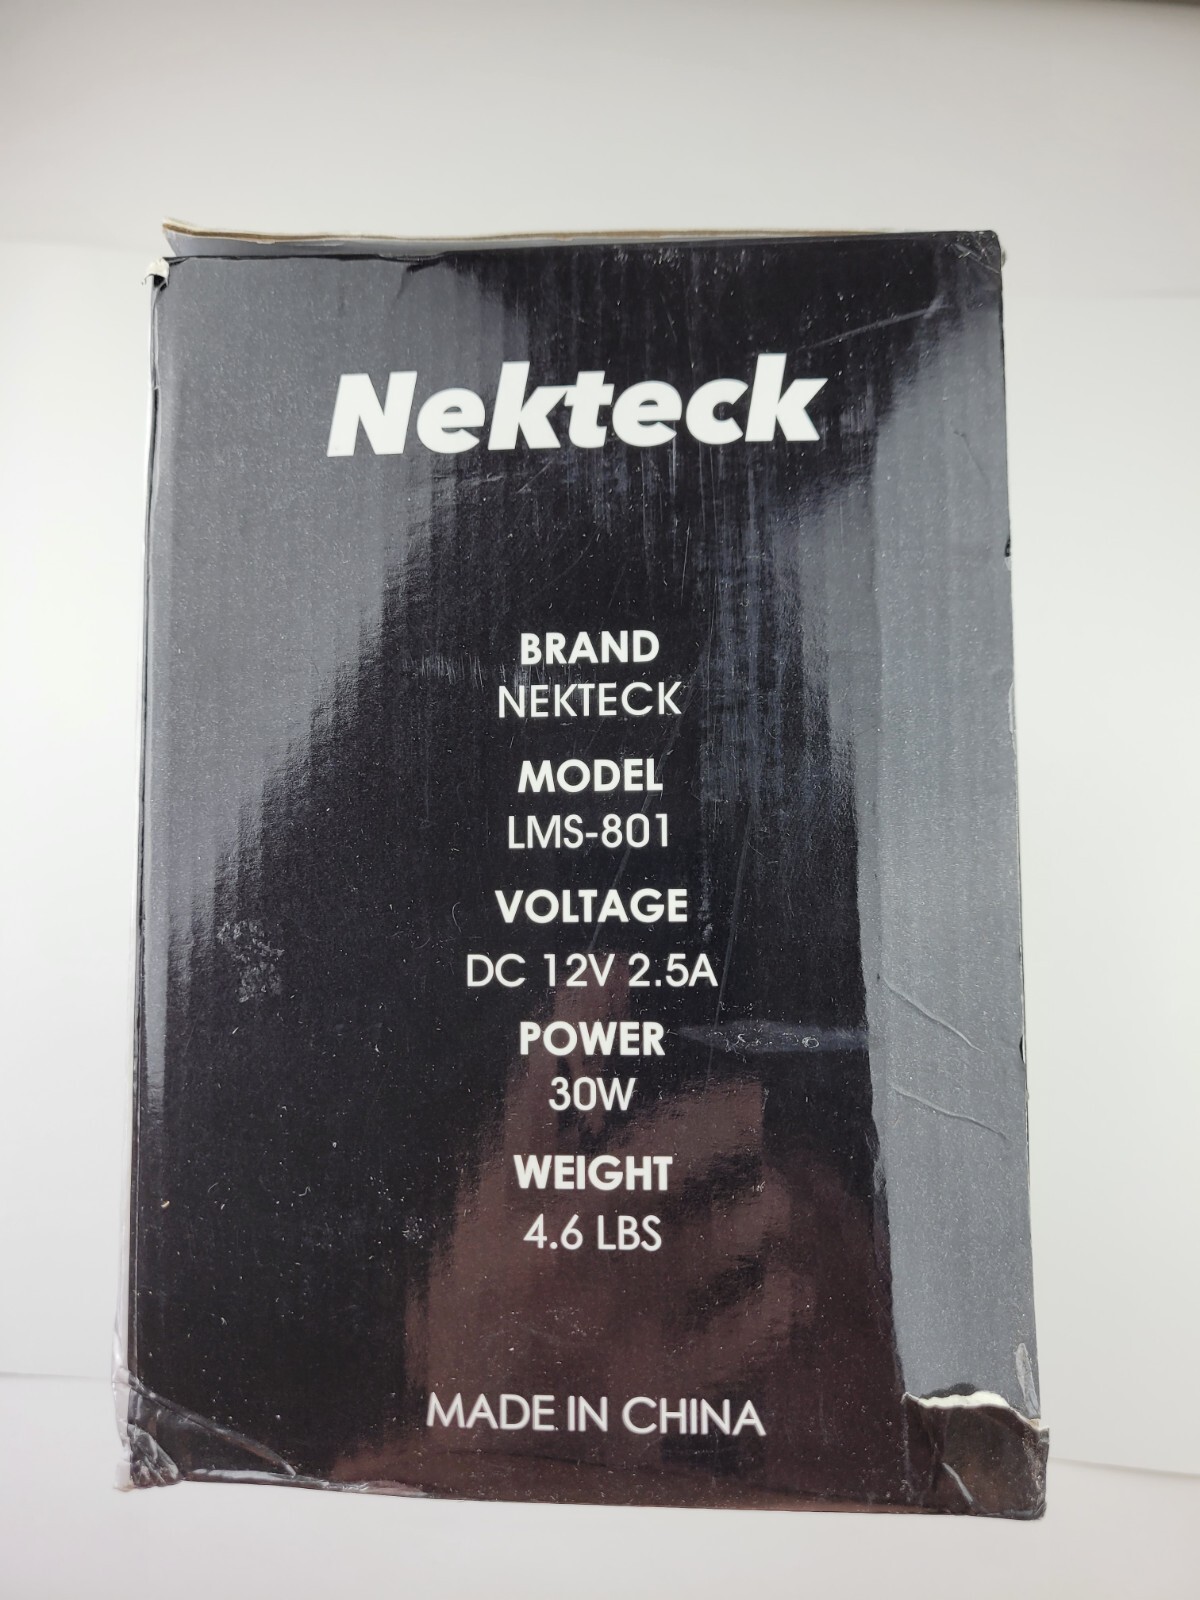 Nekteck
BRAND
NEKTECK
MODEL
LMS-801
VOLTAGE
DC 12V 2.5A
POWER
30W
WEIGHT
4.6 LBS
MADE IN CHINA